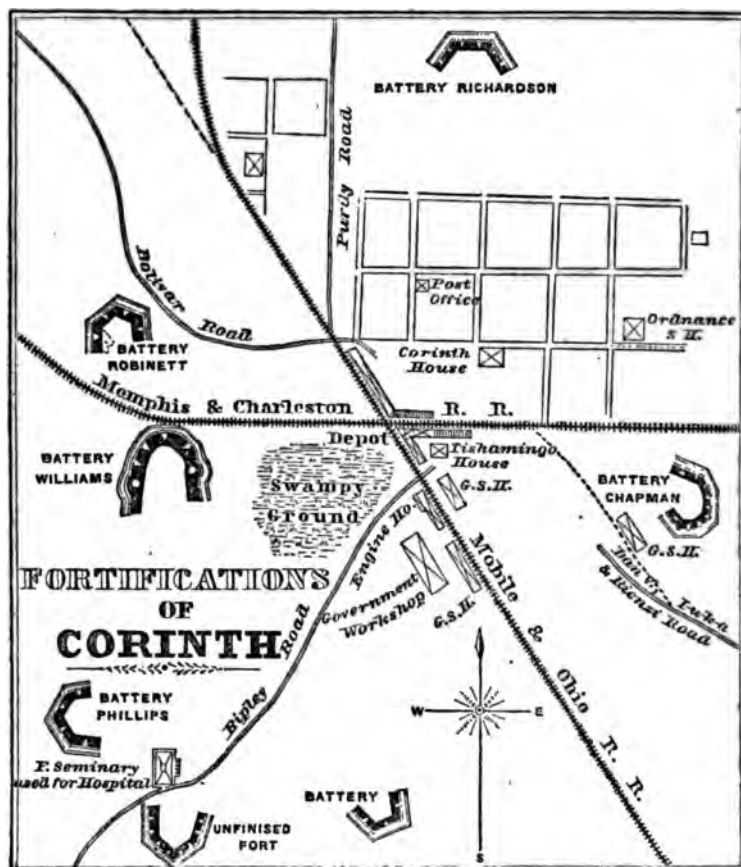 BATTERY RICHARDSON
Purdy Road
Bolivar Road
Post
Office
Ordnance
S H.
Corinth
House
BATTERY
ROBINETT
Memphis & Charleston R. R.
Depot
Tishamingo
House
BATTERY
WILLIAMS
Swampy
Ground
G.S.H.
BATTERY
CHAPMAN
G.S.H.
Engine Ho.
Mobile & Ohio R. R.
& Rienzi Road
FORTIFICATIONS
OF
CORINTH
Government
Workshop
G.S.H.
Ripley Road
BATTERY
PHILLIPS
W E
S
F. Seminary
used for Hospital
BATTERY
UNFINISED
FORT